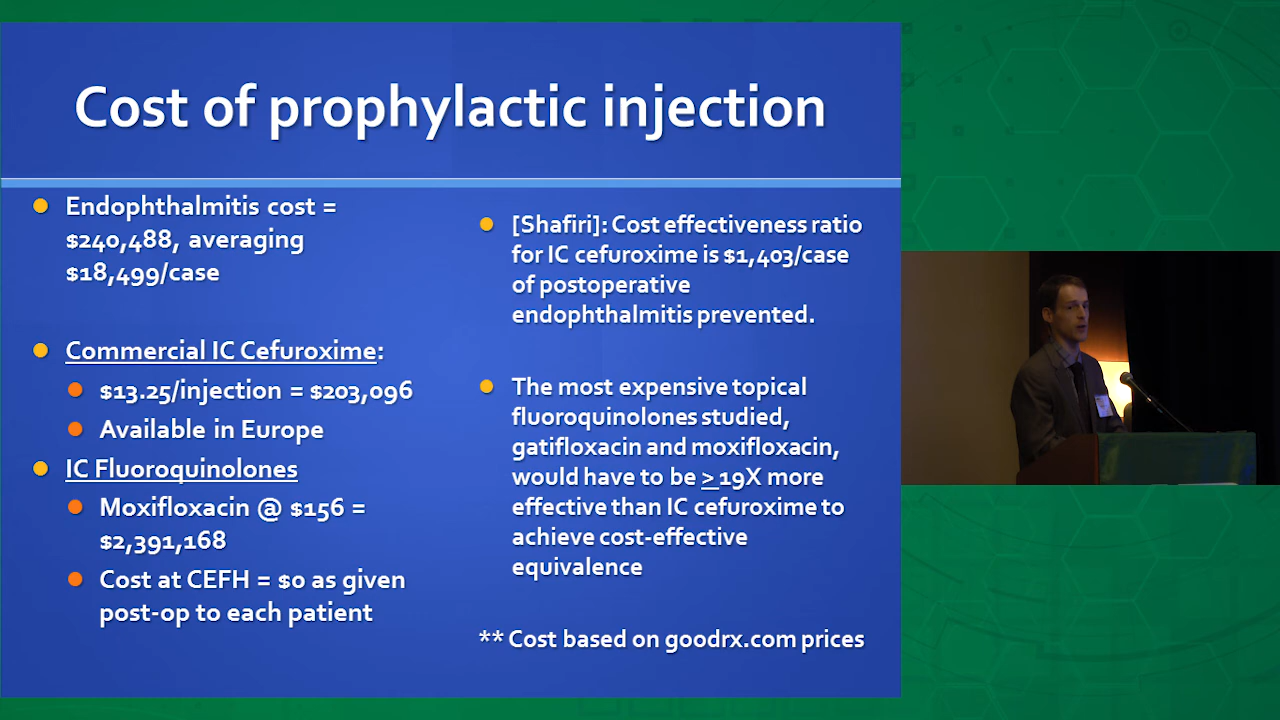 Cost of prophylactic injection
Endophthalmitis cost =
$240,488, averaging
$18,499/case
Commercial IC Cefuroxime:
$13.25/injection = $203,096
Available in Europe
IC Fluoroquinolones
Moxifloxacin @ $156 =
$2,391,168
Cost at CEFH = $0 as given
post-op to each patient
[Shafiri]: Cost effectiveness ratio
for IC cefuroxime is $1,403/case
of postoperative
endophthalmitis prevented.
The most expensive topical
fluoroquinolones studied,
gatifloxacin and moxifloxacin,
would have to be > 19X more
effective than IC cefuroxime to
achieve cost-effective
equivalence
** Cost based on goodrx.com prices